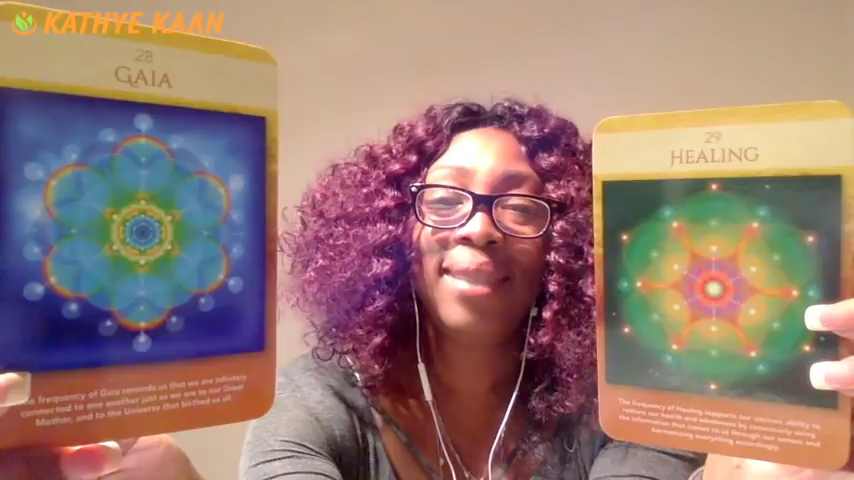 KATHYE KAAN
28
GAIA
The frequency of Gaia reminds us that we are infinitely
connected to one another just as we are to our Great
Mother, and to the Universe that birthed us all.
29
HEALING
The frequency of Healing supports our intrinsic ability to
restore our health and wholeness by consciously using
the information that comes to us through our senses and
harmonizing everything accordingly.